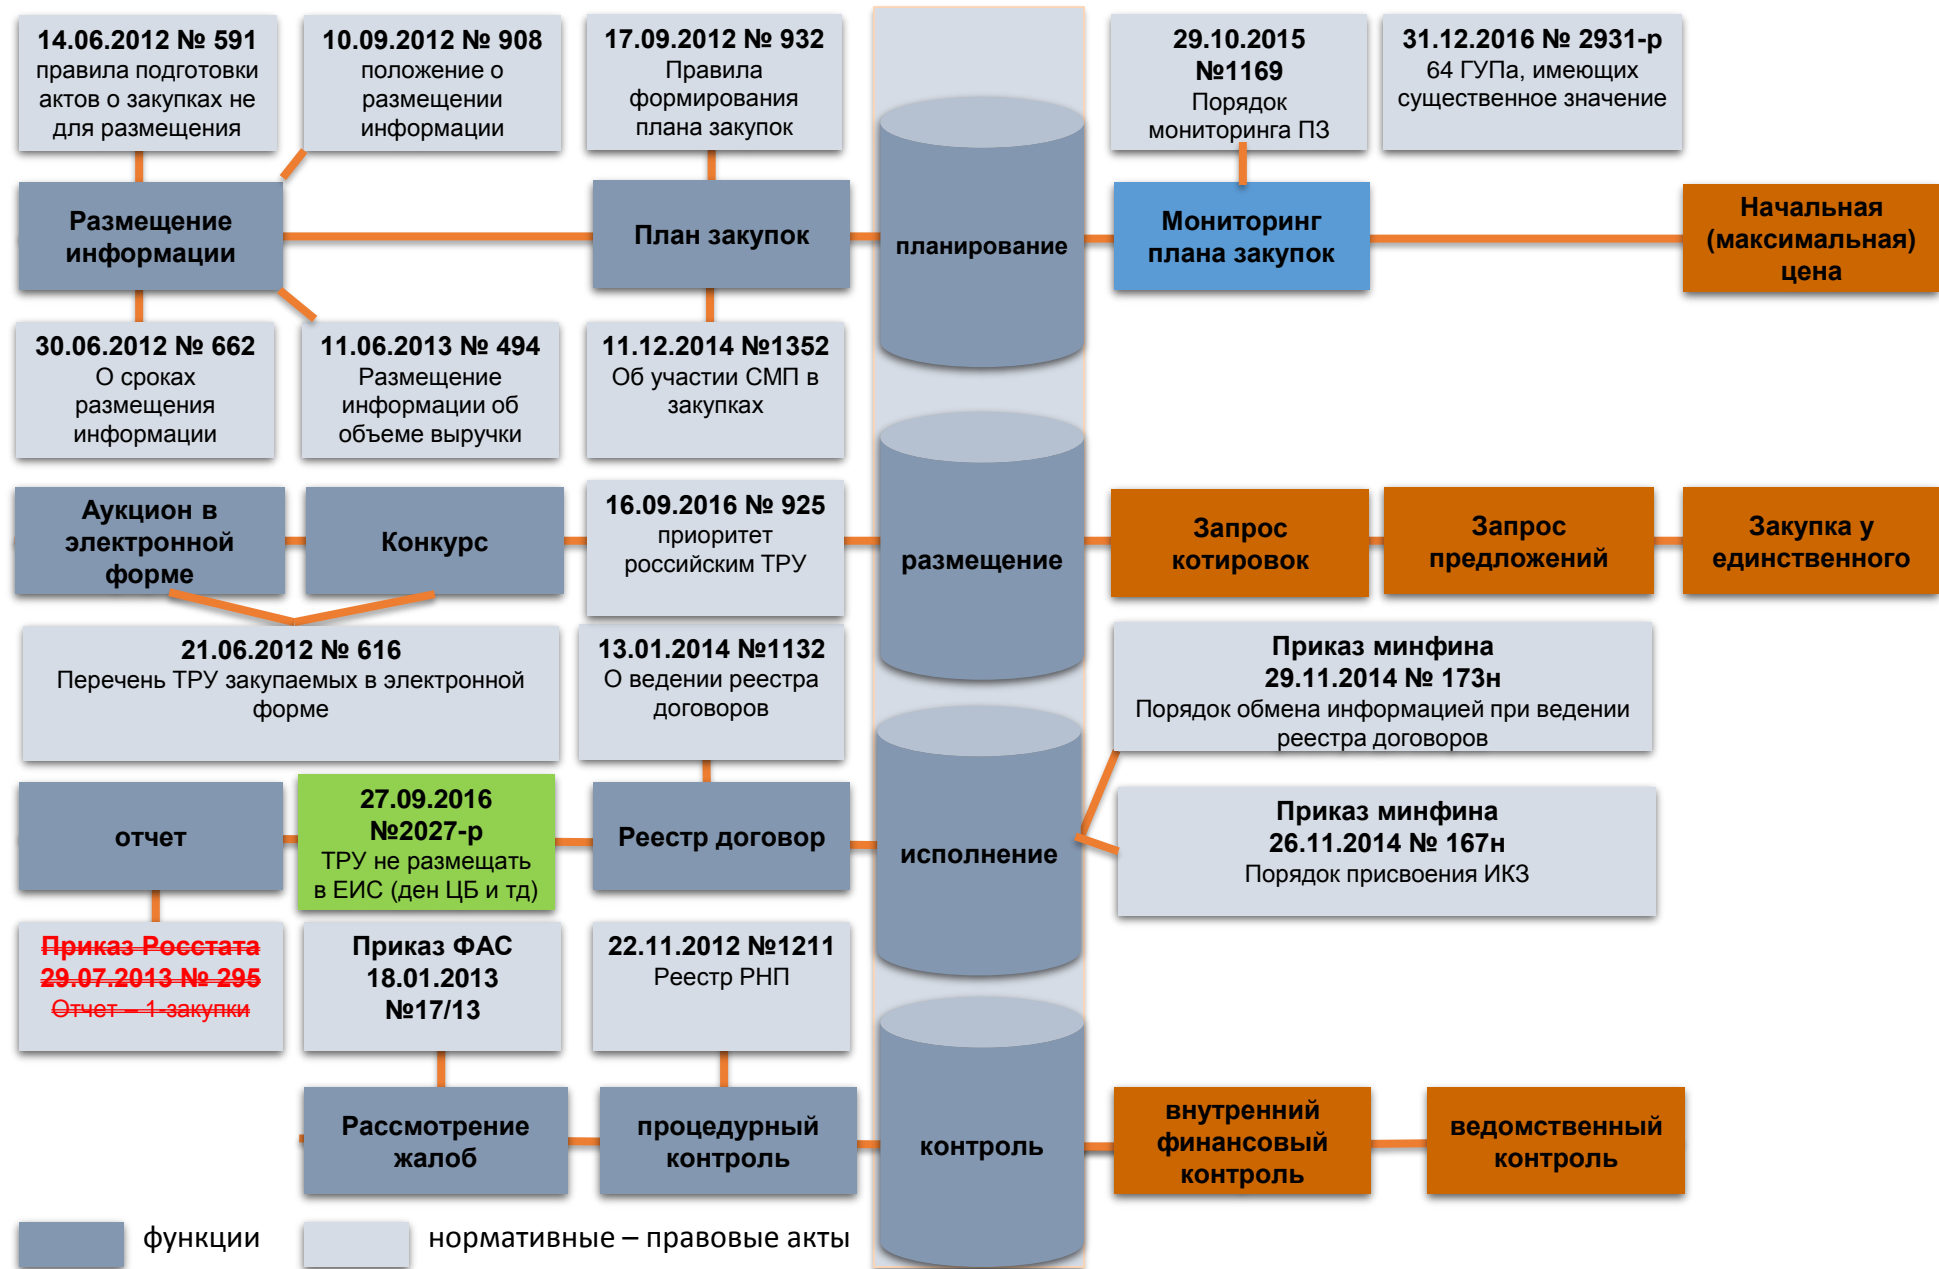 14.06.2012 № 591
правила подготовки
актов о закупках не
для размещения
10.09.2012 № 908
положение о
размещении
информации
17.09.2012 № 932
Правила
формирования
плана закупок
29.10.2015
№1169
Порядок
мониторинга ПЗ
31.12.2016 № 2931-р
64 ГУПа, имеющих
существенное значение
Размещение
информации
План закупок
планирование
Мониторинг
плана закупок
Начальная
(максимальная)
цена
30.06.2012 № 662
О сроках
размещения
информации
11.06.2013 № 494
Размещение
информации об
объеме выручки
11.12.2014 №1352
Об участии СМП в
закупках
Аукцион в
электронной
форме
Конкурс
16.09.2016 № 925
приоритет
российским ТРУ
размещение
Запрос
котировок
Запрос
предложений
Закупка у
единственного
21.06.2012 № 616
Перечень ТРУ закупаемых в электронной
форме
13.01.2014 №1132
О ведении реестра
договоров
Приказ минфина
29.11.2014 № 173н
Порядок обмена информацией при ведении
реестра договоров
отчет
27.09.2016
№2027-р
ТРУ не размещать
в ЕИС (ден ЦБ и тд)
Реестр договор
исполнение
Приказ минфина
26.11.2014 № 167н
Порядок присвоения ИКЗ
Приказ Росстата
29.07.2013 № 295
Отчет – 1-закупки
Приказ ФАС
18.01.2013
№17/13
22.11.2012 №1211
Реестр РНП
Рассмотрение
жалоб
процедурный
контроль
контроль
внутренний
финансовый
контроль
ведомственный
контроль
функции
нормативные – правовые акты